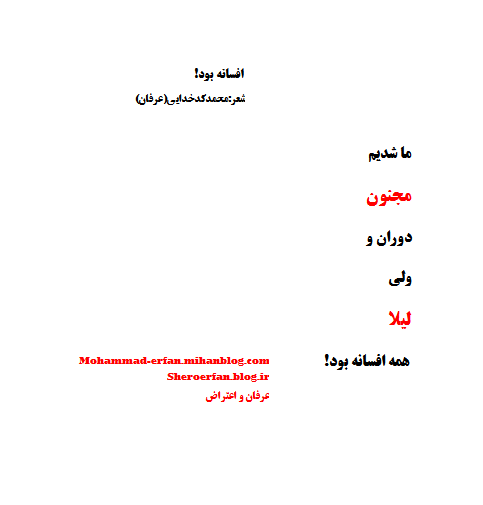 افسانه بود!
شعر:محمدکدخدایی(عرفان)
ما شدیم
مجنون
دوران و
ولی
لیلا
همه افسانه بود!
Mohammad-erfan.mihanblog.com
Sheroerfan.blog.ir
عرفان و اعتراض